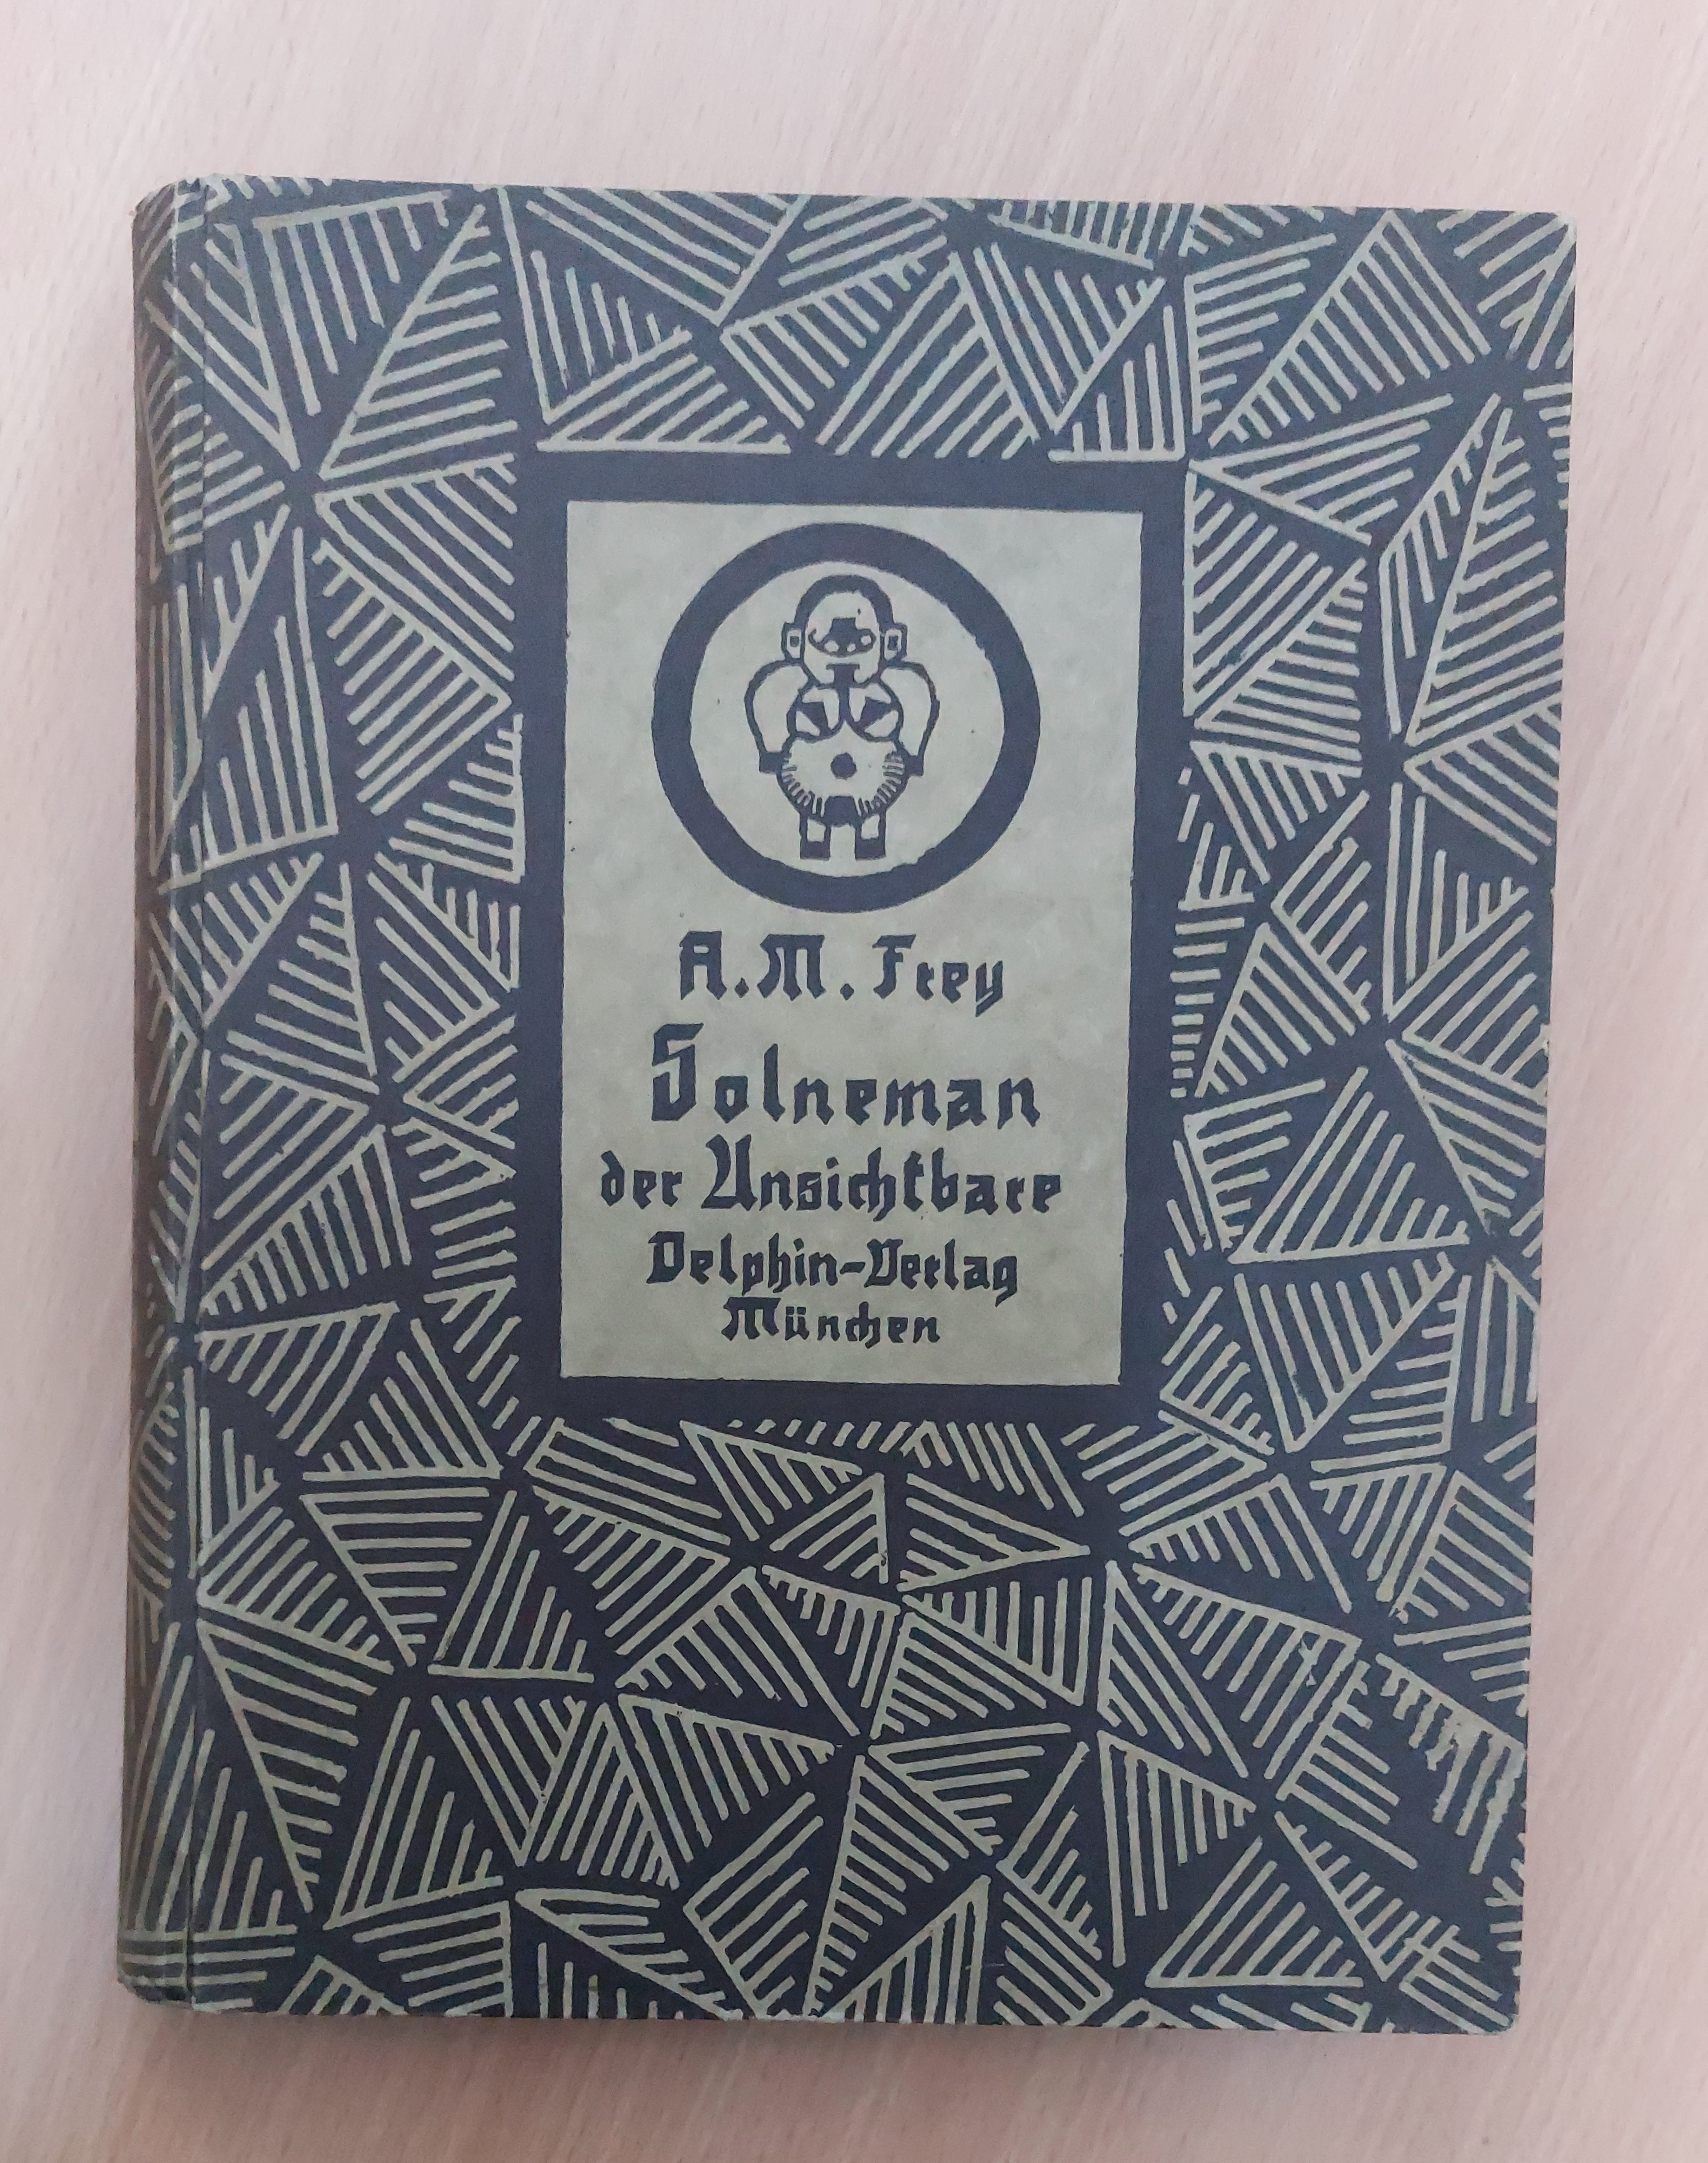 A. M. Frey
Solneman
der Unsichtbare
Delphin-Verlag
München